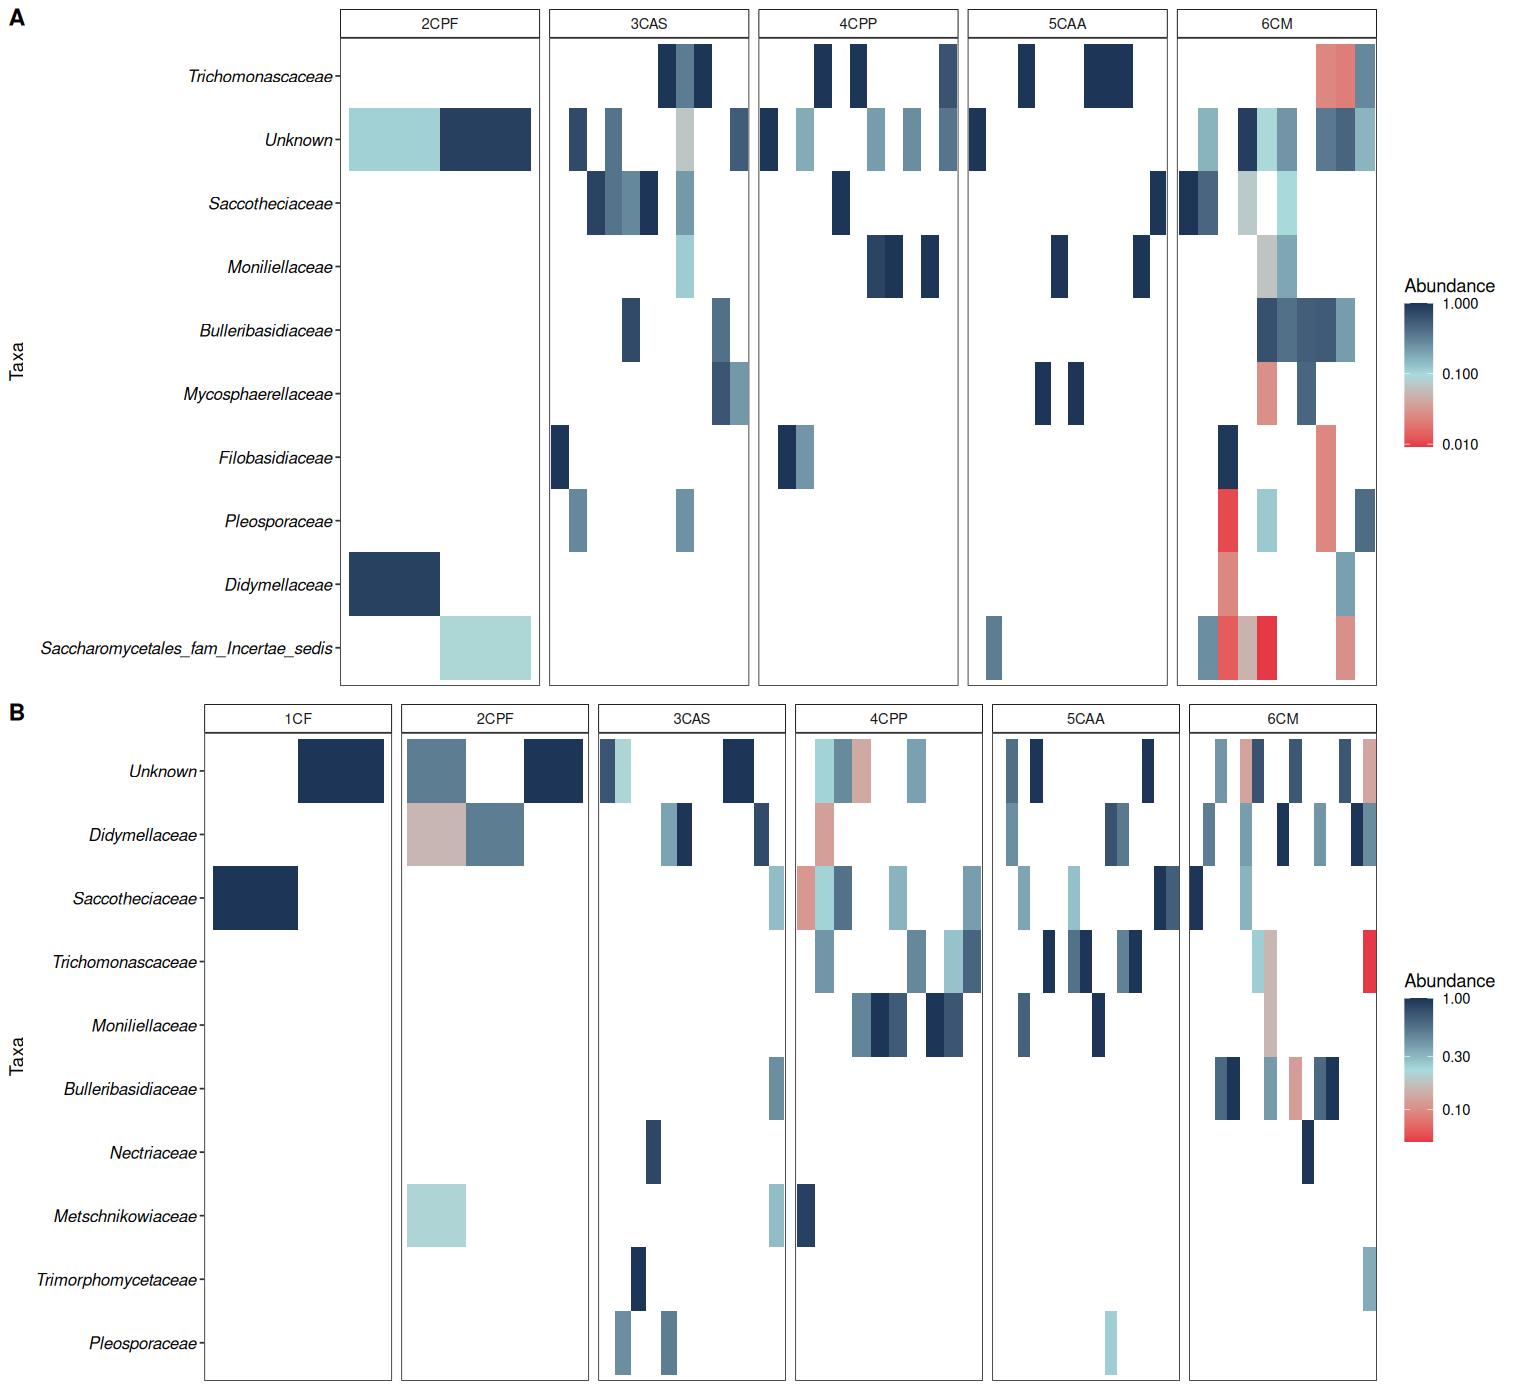 A
2CPF 3CAS 4CPP 5CAA 6CM
Trichomonascaceae
Unknown
Saccotheciaceae
Moniliellaceae
Bulleribasidiaceae
Mycosphaerellaceae
Filobasidiaceae
Pleosporaceae
Didymellaceae
Saccharomycetales_fam_Incertae_sedis
Taxa
Abundance
1.000
0.100
0.010
B
1CF 2CPF 3CAS 4CPP 5CAA 6CM
Unknown
Didymellaceae
Saccotheciaceae
Trichomonascaceae
Moniliellaceae
Bulleribasidiaceae
Nectriaceae
Metschnikowiaceae
Trimorphomycetaceae
Pleosporaceae
Taxa
Abundance
1.00
0.30
0.10